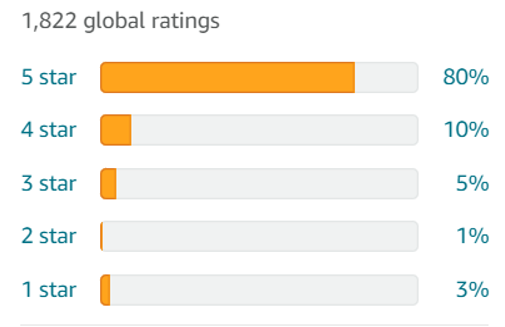 1,822 global ratings
5 star 80%
4 star 10%
3 star 5%
2 star 1%
1 star 3%